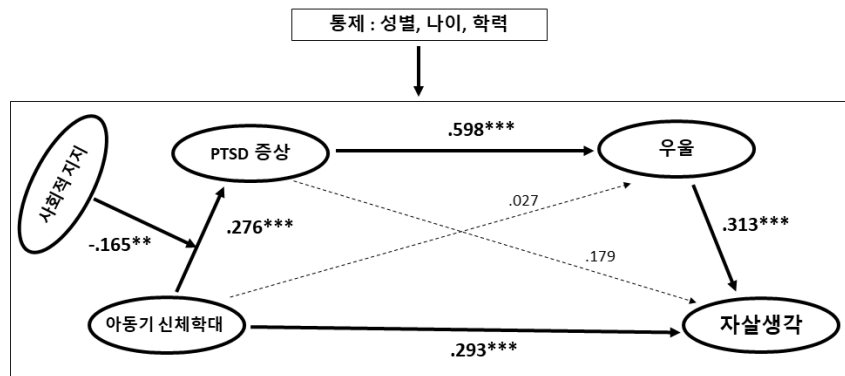 통제 : 성별, 나이, 학력
사회적 지지
PTSD 증상
.598***
우울
-.165**
.276***
.027
.179
.313***
아동기 신체학대
.293***
자살생각